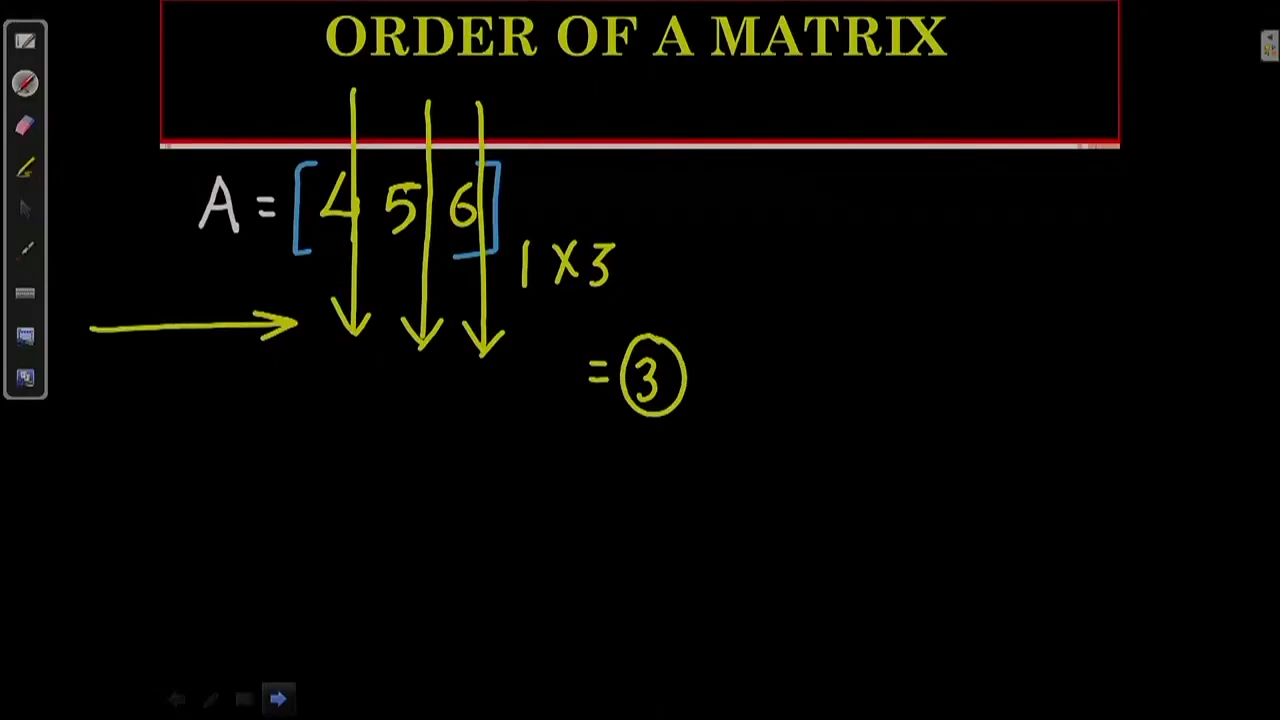 ORDER OF A MATRIX
A = [ 4 5 6 ]
1 X 3
= 3